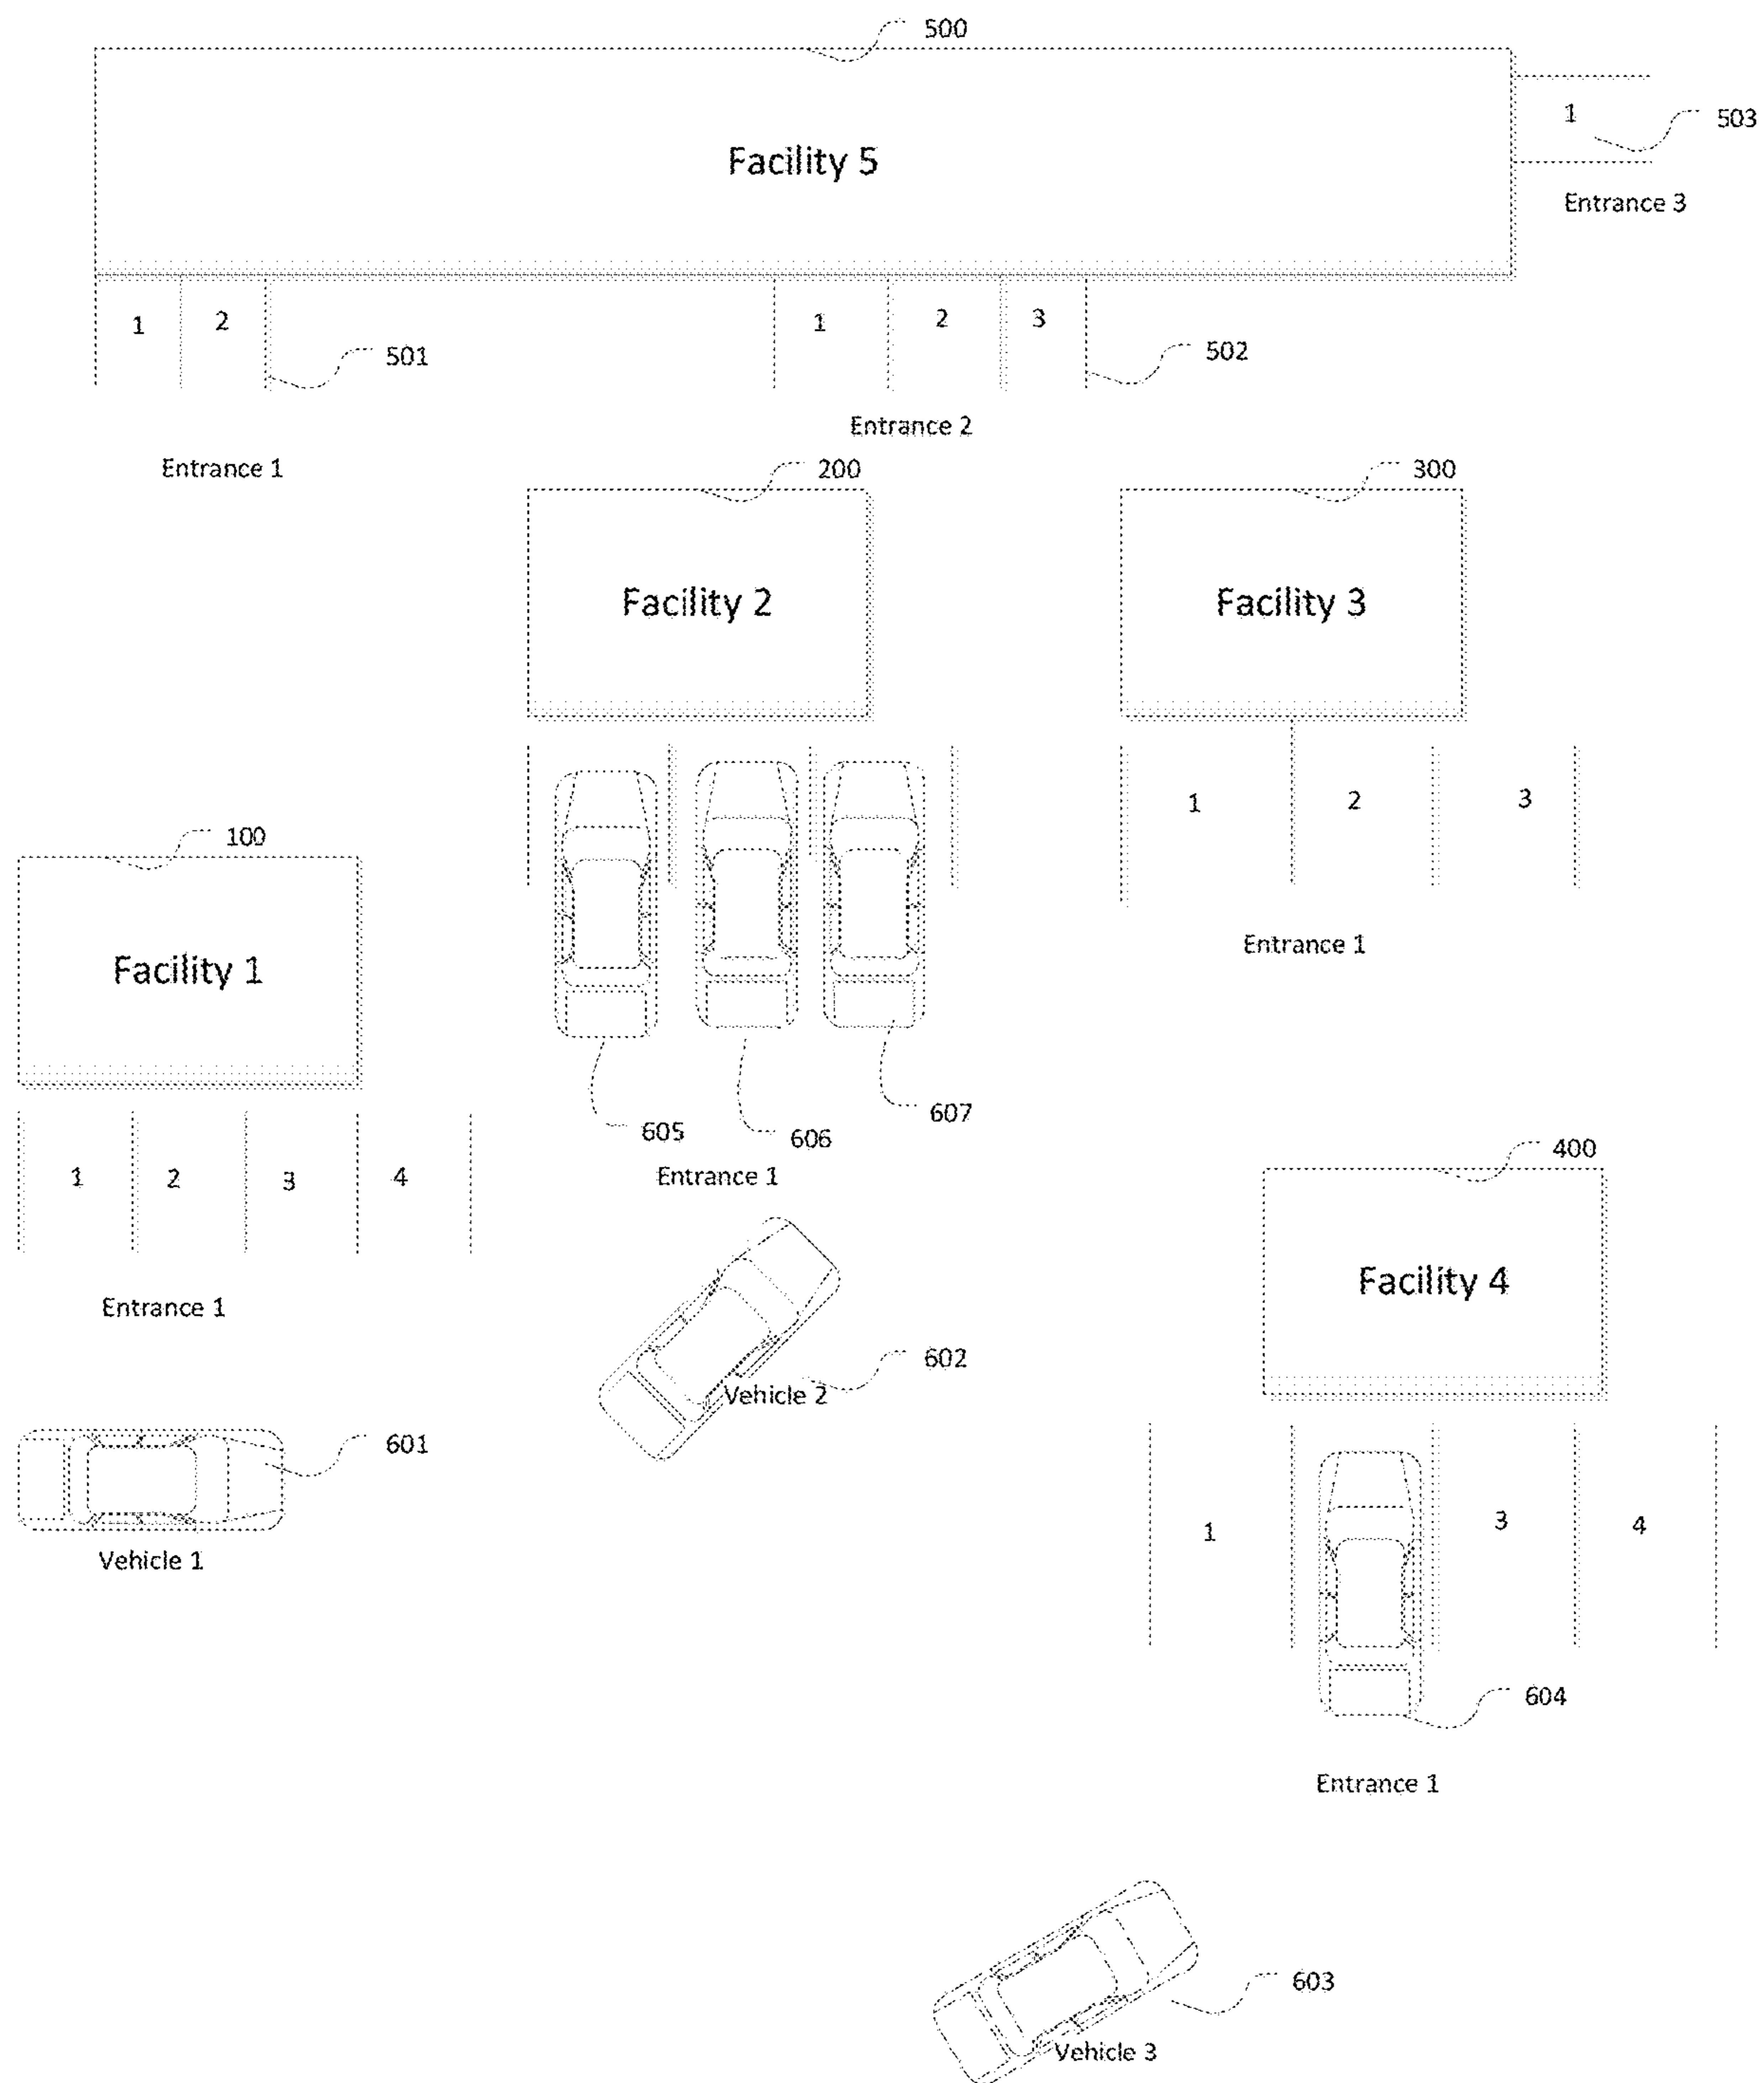 500
1
503
Facility 5
Entrance 3
1
2
1
2
3
501
502
Entrance 2
Entrance 1
200
300
Facility 2
Facility 3
1
2
3
100
Entrance 1
Facility 1
607
605
606
400
1
2
3
4
Entrance 1
Facility 4
Entrance 1
602
Vehicle 2
601
1
3
4
Vehicle 1
604
Entrance 1
603
Vehicle 3